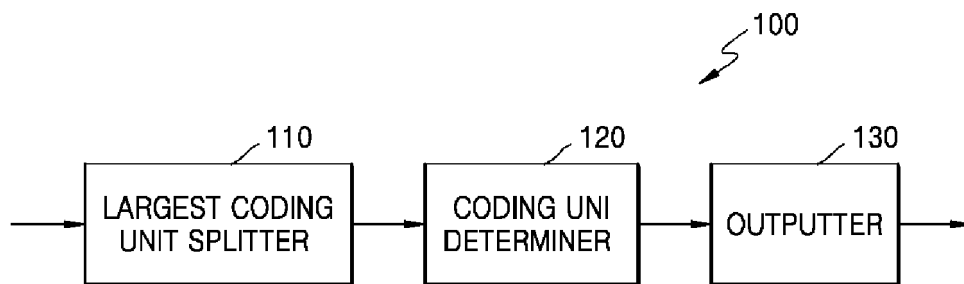 100
110
120
130
LARGEST CODING
UNIT SPLITTER
CODING UNI
DETERMINER
OUTPUTTER